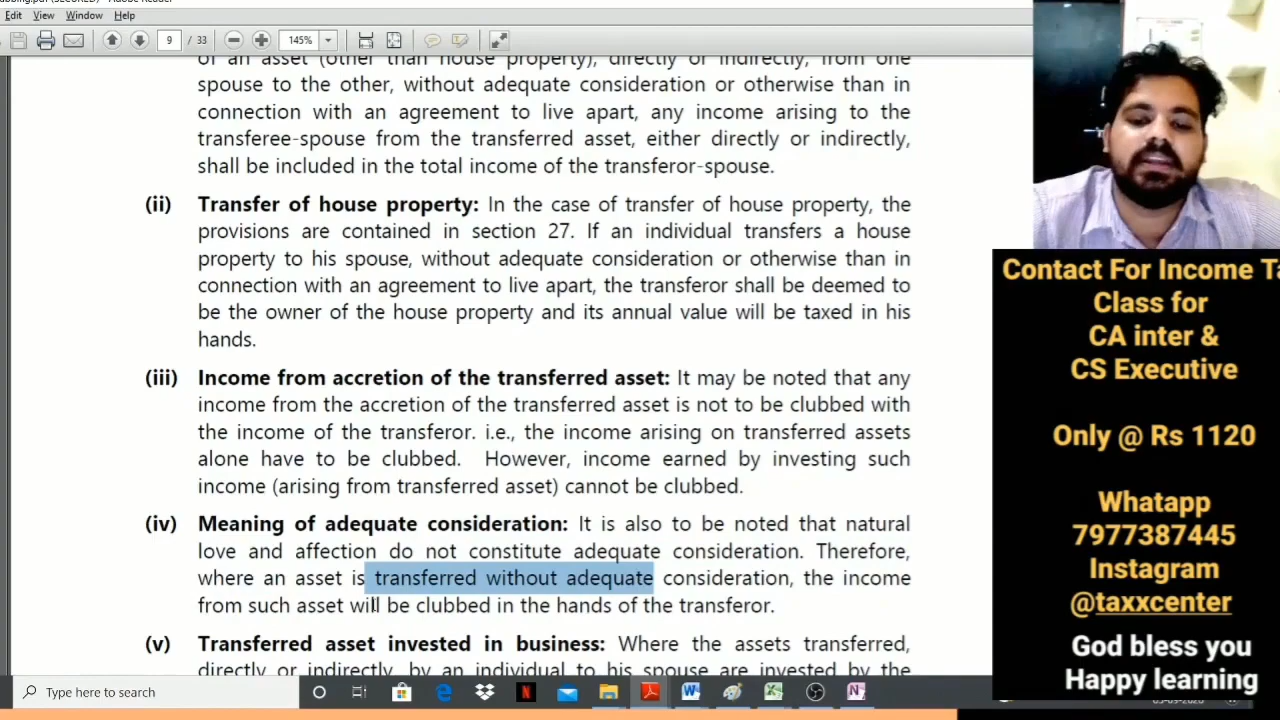 Edit View Window Help
9 / 33 145%
of an asset (other than house property), directly or indirectly, from one
spouse to the other, without adequate consideration or otherwise than in
connection with an agreement to live apart, any income arising to the
transferee-spouse from the transferred asset, either directly or indirectly,
shall be included in the total income of the transferor-spouse.
(ii) Transfer of house property: In the case of transfer of house property, the
provisions are contained in section 27. If an individual transfers a house
property to his spouse, without adequate consideration or otherwise than in
connection with an agreement to live apart, the transferor shall be deemed to
be the owner of the house property and its annual value will be taxed in his
hands.
(iii) Income from accretion of the transferred asset: It may be noted that any
income from the accretion of the transferred asset is not to be clubbed with
the income of the transferor. i.e., the income arising on transferred assets
alone have to be clubbed. However, income earned by investing such
income (arising from transferred asset) cannot be clubbed.
(iv) Meaning of adequate consideration: It is also to be noted that natural
love and affection do not constitute adequate consideration. Therefore,
where an asset is transferred without adequate consideration, the income
from such asset will be clubbed in the hands of the transferor.
(v) Transferred asset invested in business: Where the assets transferred,
directly or indirectly, by an individual to his spouse are invested by the
Type here to search
Contact For Income
Class for
CA inter &
CS Executive
Only @ Rs 1120
Whatapp
7977387445
Instagram
@taxxcenter
God bless you
Happy learning